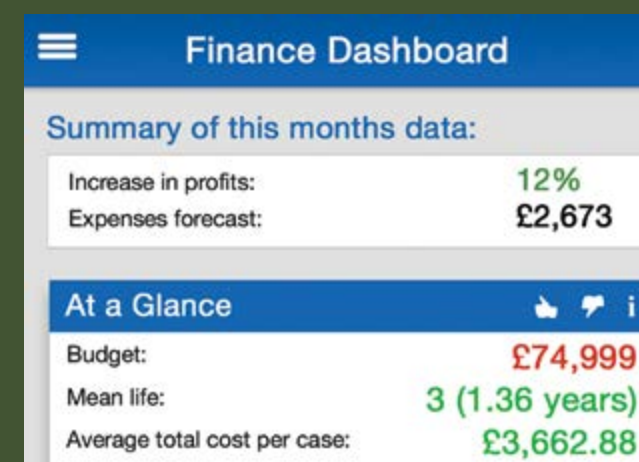 Finance Dashboard
Summary of this months data:
Increase in profits: 12%
Expenses forecast: £2,673
At a Glance i
Budget: £74,999
Mean life: 3 (1.36 years)
Average total cost per case: £3,662.88